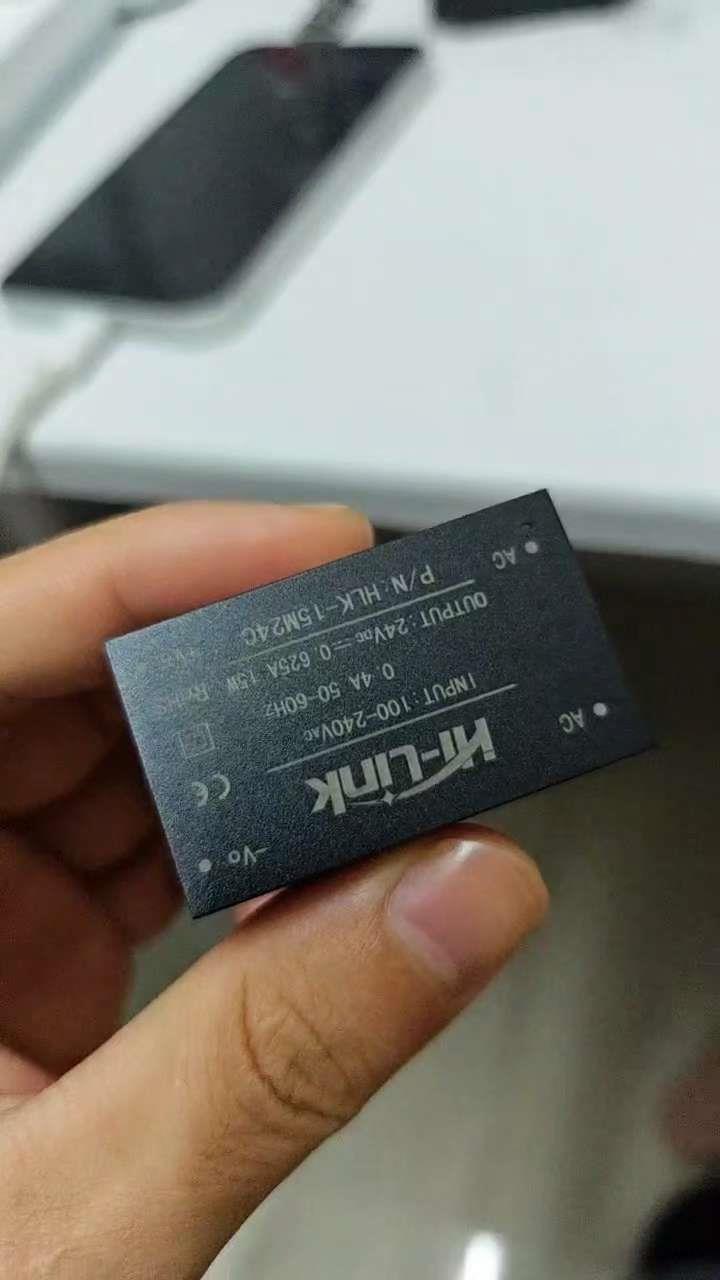 Hi-Link
INPUT:100-240VAC
0.4A 50-60Hz
OUTPUT:24VDC⎓0.625A 15W
P/N:HLK-15M24C
AC
AC
-Vo
+Vo
RoHS
CE